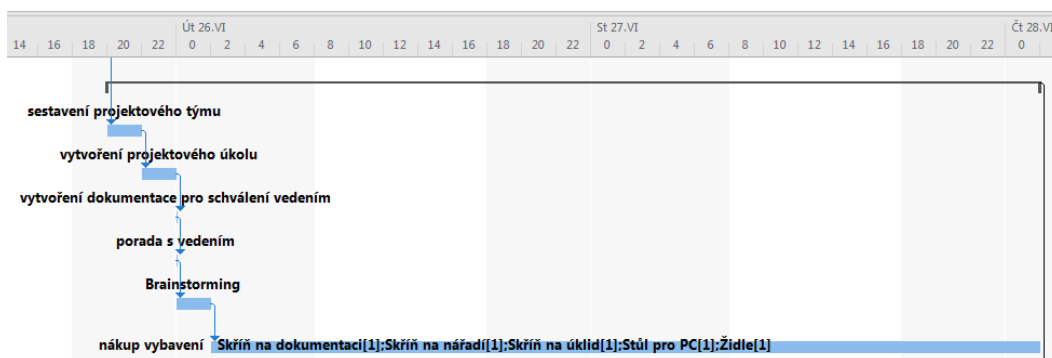 Út 26.VI St 27.VI Čt 28.VI
14 16 18 20 22 0 2 4 6 8 10 12 14 16 18 20 22 0 2 4 6 8 10 12 14 16 18 20 22 0
sestavení projektového týmu
vytvoření projektového úkolu
vytvoření dokumentace pro schválení vedením
porada s vedením
Brainstorming
nákup vybavení Skříň na dokumentaci[1];Skříň na nářadí[1];Skříň na úklid[1];Stůl pro PC[1];Židle[1]